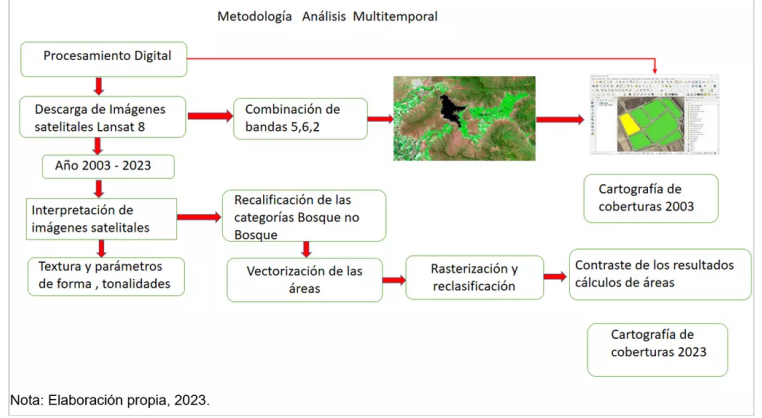 Metodología Análisis Multitemporal
Procesamiento Digital
Descarga de Imágenes
satelitales Lansat 8
Combinación de
bandas 5,6,2
Año 2003 - 2023
Cartografía de
coberturas 2003
Interpretación de
imágenes satelitales
Recalificación de las
categorías Bosque no
Bosque
Textura y parámetros
de forma , tonalidades
Vectorización de las
áreas
Rasterización y
reclasificación
Contraste de los resultados
cálculos de áreas
Cartografía de
coberturas 2023
Nota: Elaboración propia, 2023.